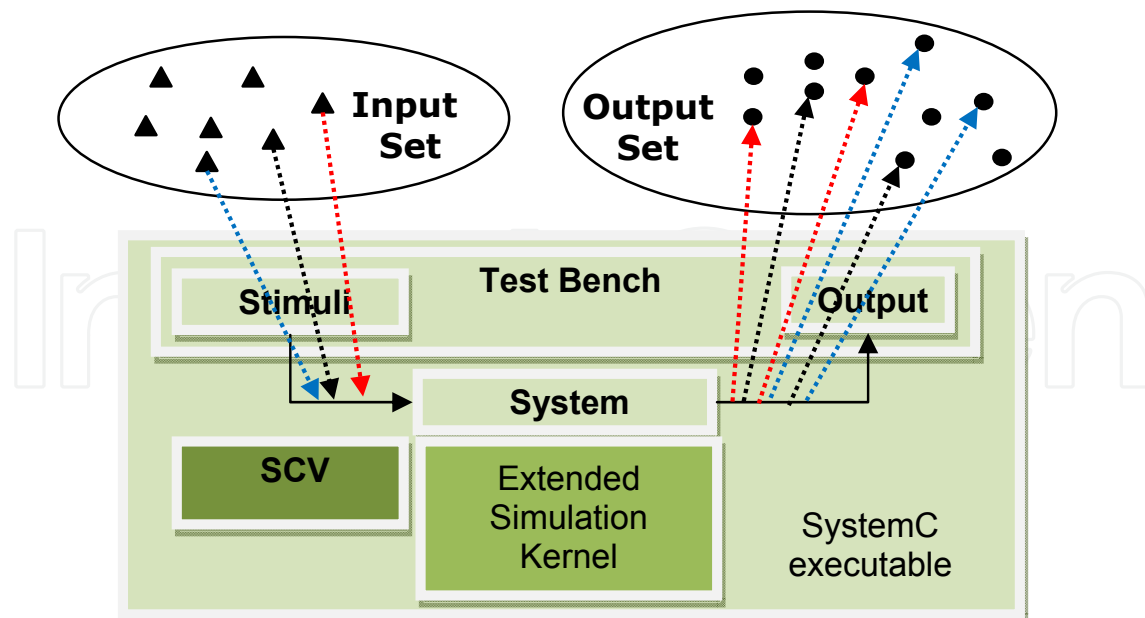 Input
Set
Output
Set
Test Bench
Stimuli
Output
System
SCV
Extended
Simulation
Kernel
SystemC
executable